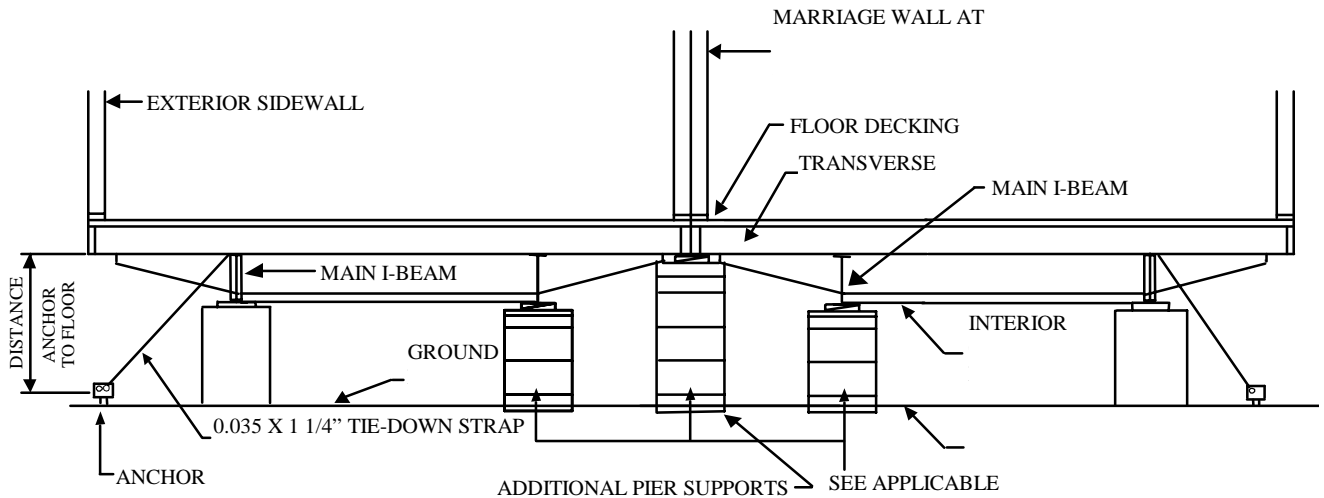 MARRIAGE WALL AT
EXTERIOR SIDEWALL
FLOOR DECKING
TRANSVERSE
MAIN I-BEAM
MAIN I-BEAM
DISTANCE
ANCHOR
TO FLOOR
INTERIOR
GROUND
0.035 X 1 1/4” TIE-DOWN STRAP
ANCHOR
ADDITIONAL PIER SUPPORTS
SEE APPLICABLE